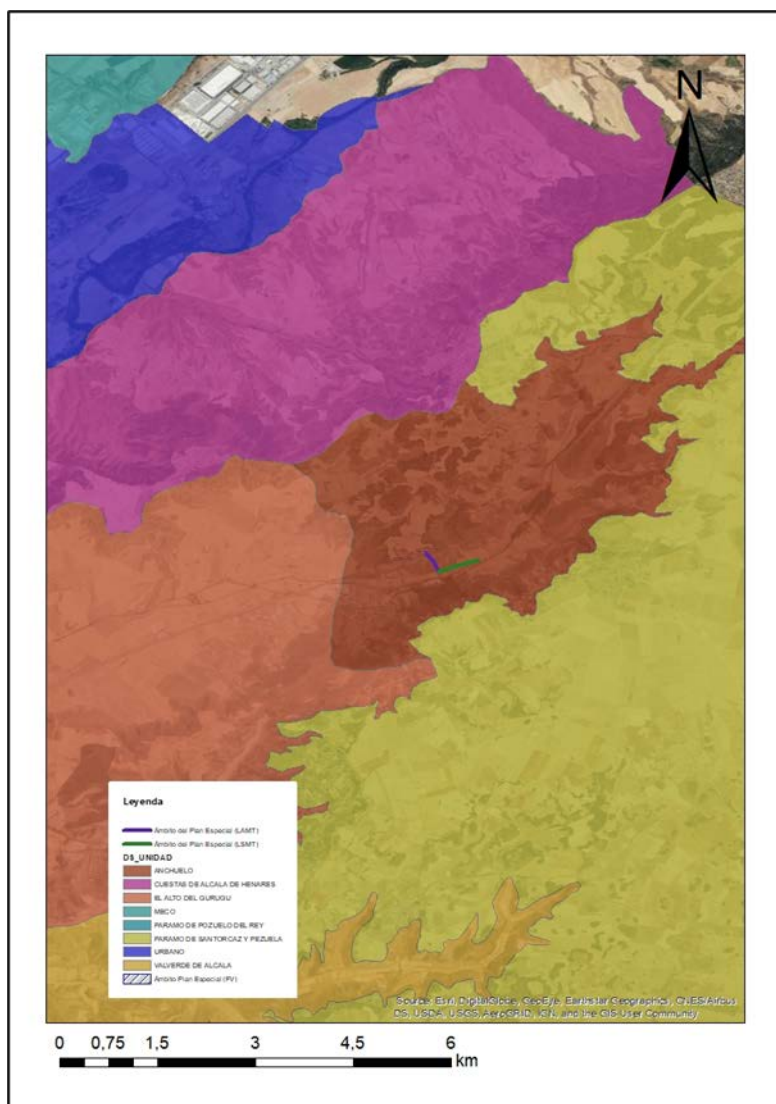 N
Leyenda
Ámbito del Plan Especial (LAMT)
Ámbito del Plan Especial (LSMT)
DS_UNIDAD
ANCHUELO
CUESTAS DE ALCALA DE HENARES
EL ALTO DEL GURUGU
MECO
PARAMO DE POZUELO DEL REY
PARAMO DE SANTORCAZ Y PEZUELA
URBANO
VALVERDE DE ALCALA
Ámbito Plan Especial (PV)
Source: Esri, DigitalGlobe, GeoEye, Earthstar Geographics, CNES/Airbus
DS, USDA, USGS, AeroGRID, IGN, and the GIS User Community
0 0,75 1,5 3 4,5 6
km